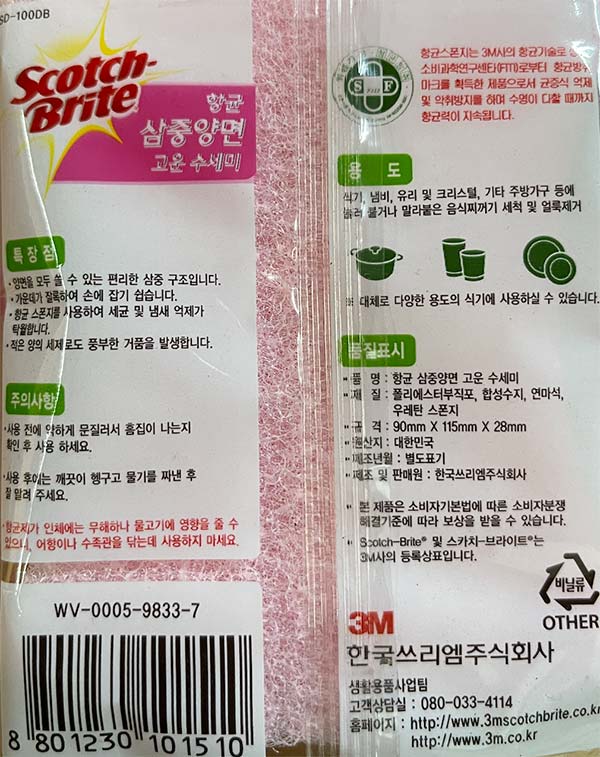 SD-100DB
Scotch-
Brite
항균
삼중양면
고운 수세미
특장점
·양면을 모두 쓸 수 있는 편리한 삼중 구조입니다.
·가운데가 잘록하여 손에 잡기 쉽습니다.
·항균 스폰지를 사용하여 세균 및 냄새 억제가
탁월합니다.
·적은 양의 세제로도 풍부한 거품을 발생합니다.
주의사항
·사용 전에 약하게 문질러서 흠집이 나는지
확인 후 사용 하세요.
·사용 후에는 깨끗이 헹구고 물기를 짜낸 후
잘 말려 주세요.
·항균제가 인체에는 무해하나 물고기에 영향을 줄 수
있으니, 어항이나 수족관을 닦는데 사용하지 마세요.
WV-0005-9833-7
8 801230 101510
S F
항균스폰지는 3M사의 항균기술로
소비과학연구센타(FITI)로부터 항균방취
마크를 획득한 제품으로서 균증식 억제
및 악취방지를 하며 수명이 다할 때까지
항균력이 지속됩니다.
용 도
식기, 냄비, 유리 및 크리스털, 기타 주방가구 등에
눌러 붙거나 말라붙은 음식찌꺼기 세척 및 얼룩제거
※ 대체로 다양한 용도의 식기에 사용하실 수 있습니다.
품질표시
품 명 : 항균 삼중양면 고운 수세미
재 질 : 폴리에스터부직포, 합성수지, 연마석,
우레탄 스폰지
규 격 : 90mm X 115mm X 28mm
원산지 : 대한민국
제조년월 : 별도표기
제조 및 판매원 : 한국쓰리엠주식회사
본 제품은 소비자기본법에 따른 소비자분쟁
해결기준에 따라 보상을 받을 수 있습니다.
Scotch-Brite® 및 스카치-브라이트®는
3M사의 등록상표입니다.
비닐류
OTHER
3M
한국쓰리엠주식회사
생활용품사업팀
고객상담실 : 080-033-4114
홈페이지 : http://www.3mscotchbrite.co.kr
http://www.3m.co.kr